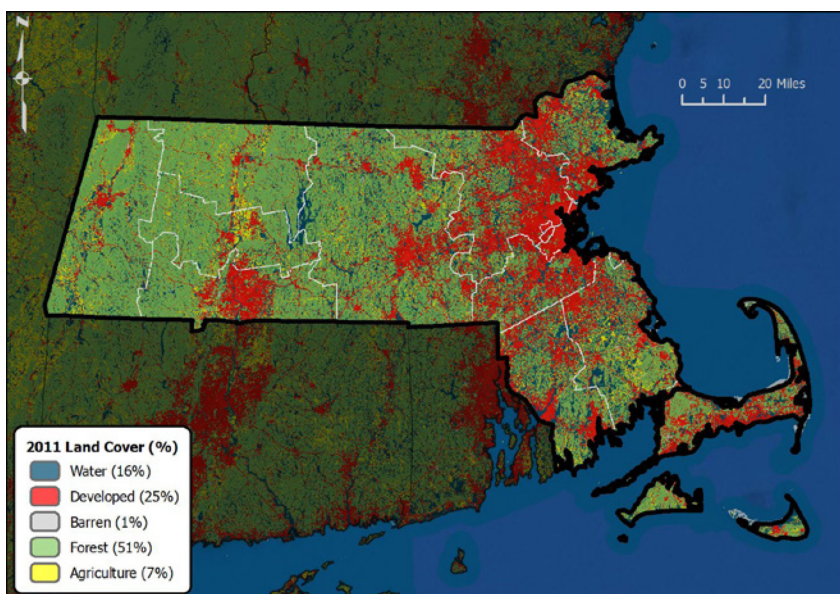 N
0 5 10 20 Miles
2011 Land Cover (%)
Water (16%)
Developed (25%)
Barren (1%)
Forest (51%)
Agriculture (7%)